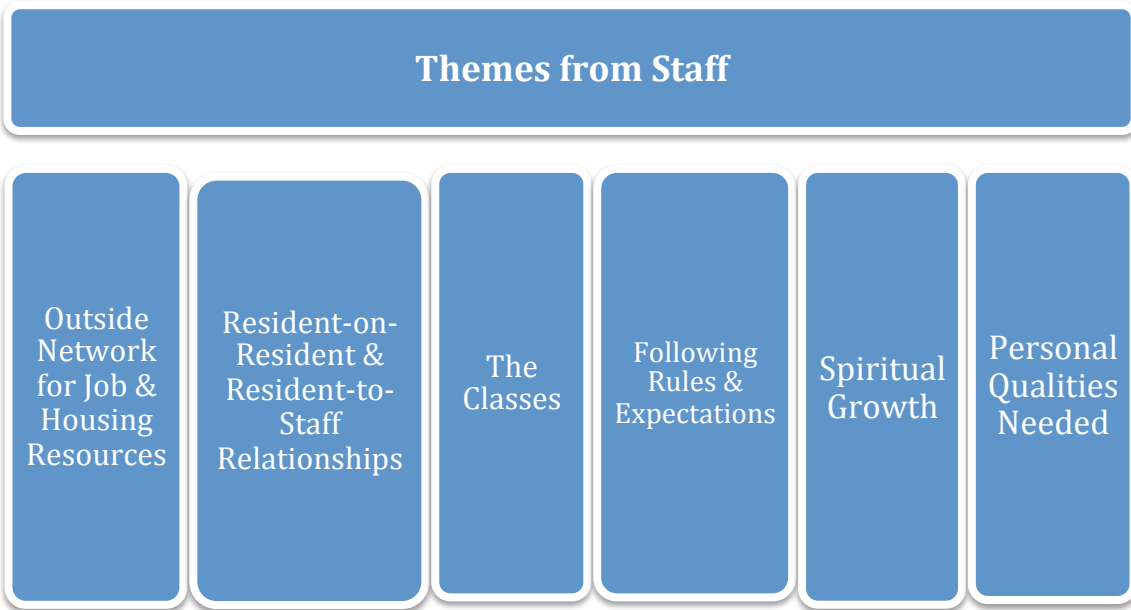 Themes from Staff
Outside
Network
for Job &
Housing
Resources
Resident-on-
Resident &
Resident-to-
Staff
Relationships
The
Classes
Following
Rules &
Expectations
Spiritual
Growth
Personal
Qualities
Needed